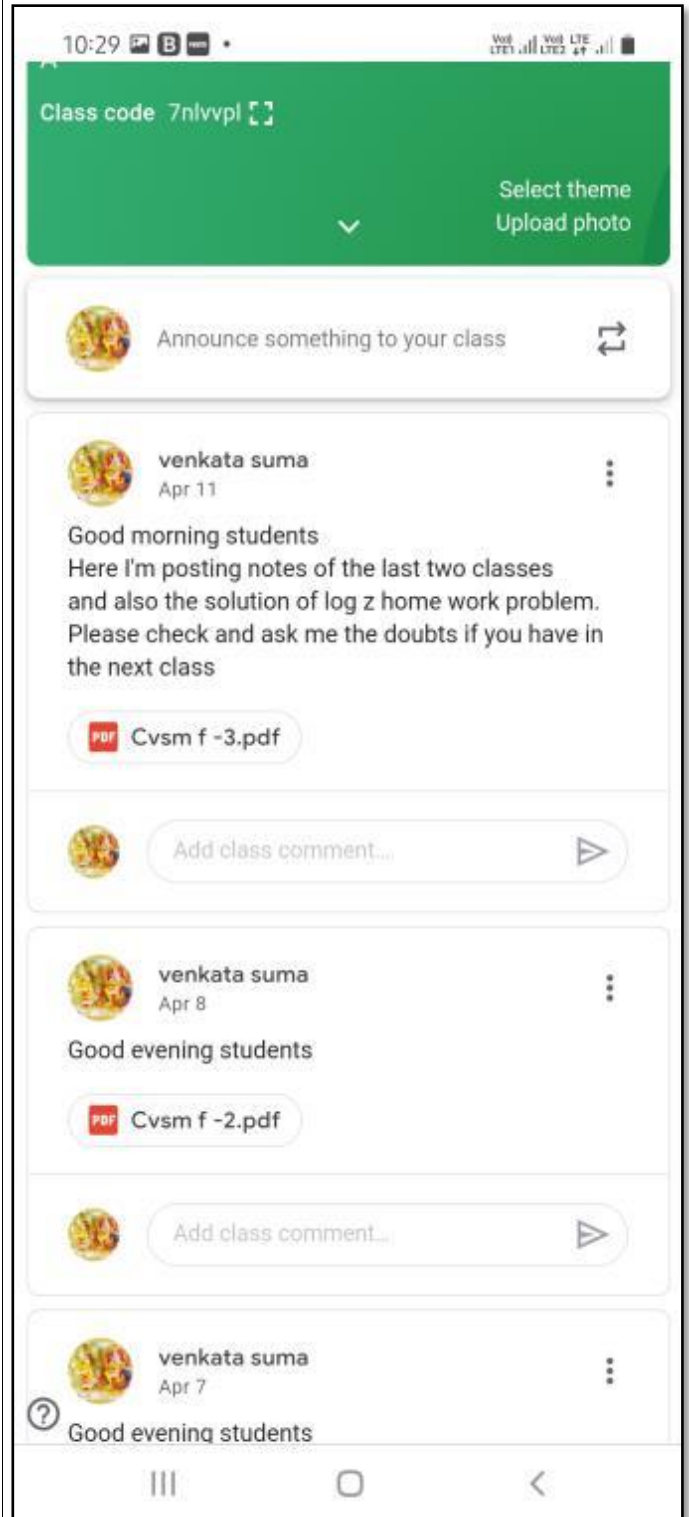 10:29
Class code 7nlvvpl
Select theme
Upload photo
Announce something to your class
venkata suma
Apr 11
Good morning students
Here I'm posting notes of the last two classes
and also the solution of log z home work problem.
Please check and ask me the doubts if you have in
the next class
PDF Cvsm f -3.pdf
Add class comment...
venkata suma
Apr 8
Good evening students
PDF Cvsm f -2.pdf
Add class comment...
venkata suma
Apr 7
Good evening students